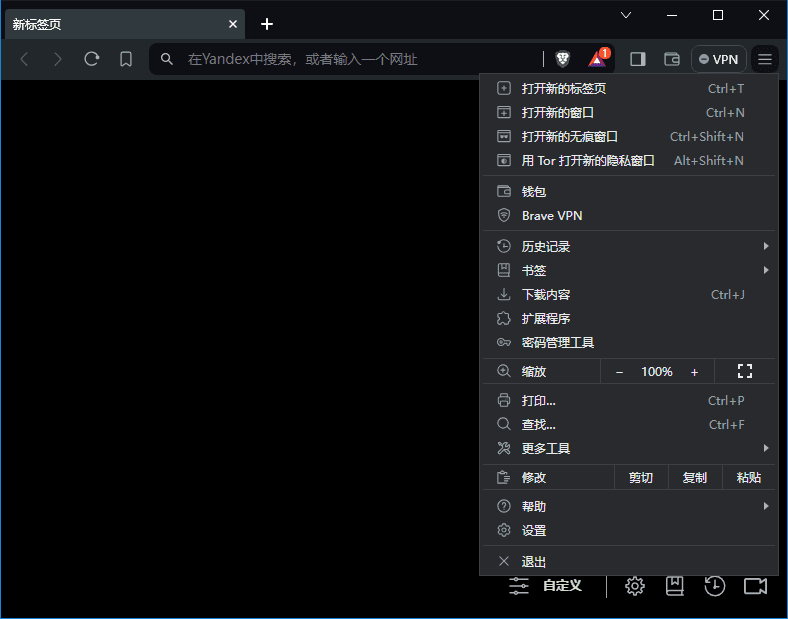 新标签页
在Yandex中搜索，或者输入一个网址
1
VPN
打开新的标签页 Ctrl+T
打开新的窗口 Ctrl+N
打开新的无痕窗口 Ctrl+Shift+N
用 Tor 打开新的隐私窗口 Alt+Shift+N
钱包
Brave VPN
历史记录
书签
下载内容 Ctrl+J
扩展程序
密码管理工具
缩放 − 100% +
打印... Ctrl+P
查找... Ctrl+F
更多工具
修改 剪切 复制 粘贴
帮助
设置
退出
自定义